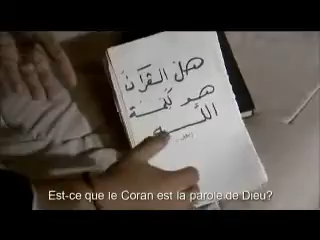 هل القرآن
هو كلمة
الله
Est-ce que le Coran est la parole de Dieu?